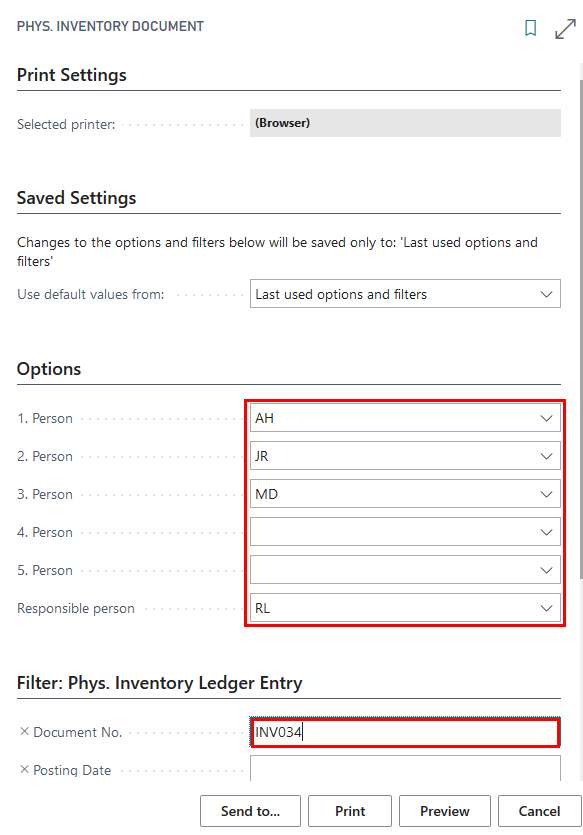 PHYS. INVENTORY DOCUMENT
Print Settings
Selected printer: (Browser)
Saved Settings
Changes to the options and filters below will be saved only to: 'Last used options and
filters'
Use default values from: Last used options and filters
Options
1. Person AH
2. Person JR
3. Person MD
4. Person
5. Person
Responsible person RL
Filter: Phys. Inventory Ledger Entry
× Document No. INV034
× Posting Date
Send to... Print Preview Cancel